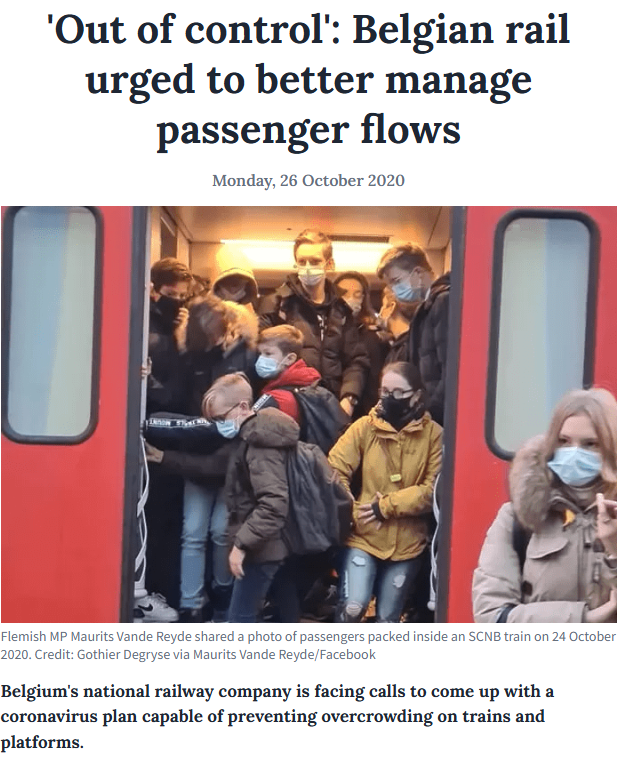 'Out of control': Belgian rail
urged to better manage
passenger flows
Monday, 26 October 2020
Flemish MP Maurits Vande Reyde shared a photo of passengers packed inside an SCNB train on 24 October
2020. Credit: Gothier Degryse via Maurits Vande Reyde/Facebook
Belgium's national railway company is facing calls to come up with a
coronavirus plan capable of preventing overcrowding on trains and
platforms.